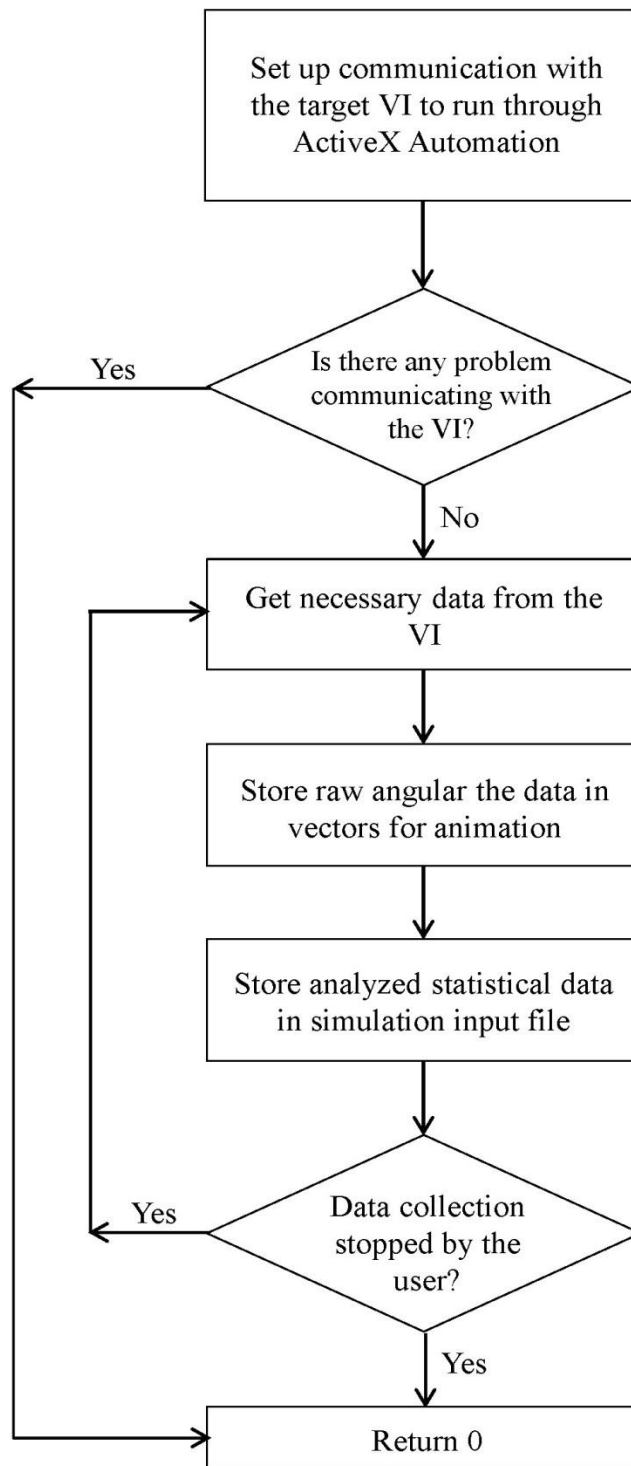 Set up communication with
the target VI to run through
ActiveX Automation
Yes
Is there any problem
communicating with
the VI?
No
Get necessary data from the
VI
Store raw angular the data in
vectors for animation
Store analyzed statistical data
in simulation input file
Yes
Data collection
stopped by the
user?
Yes
Return 0